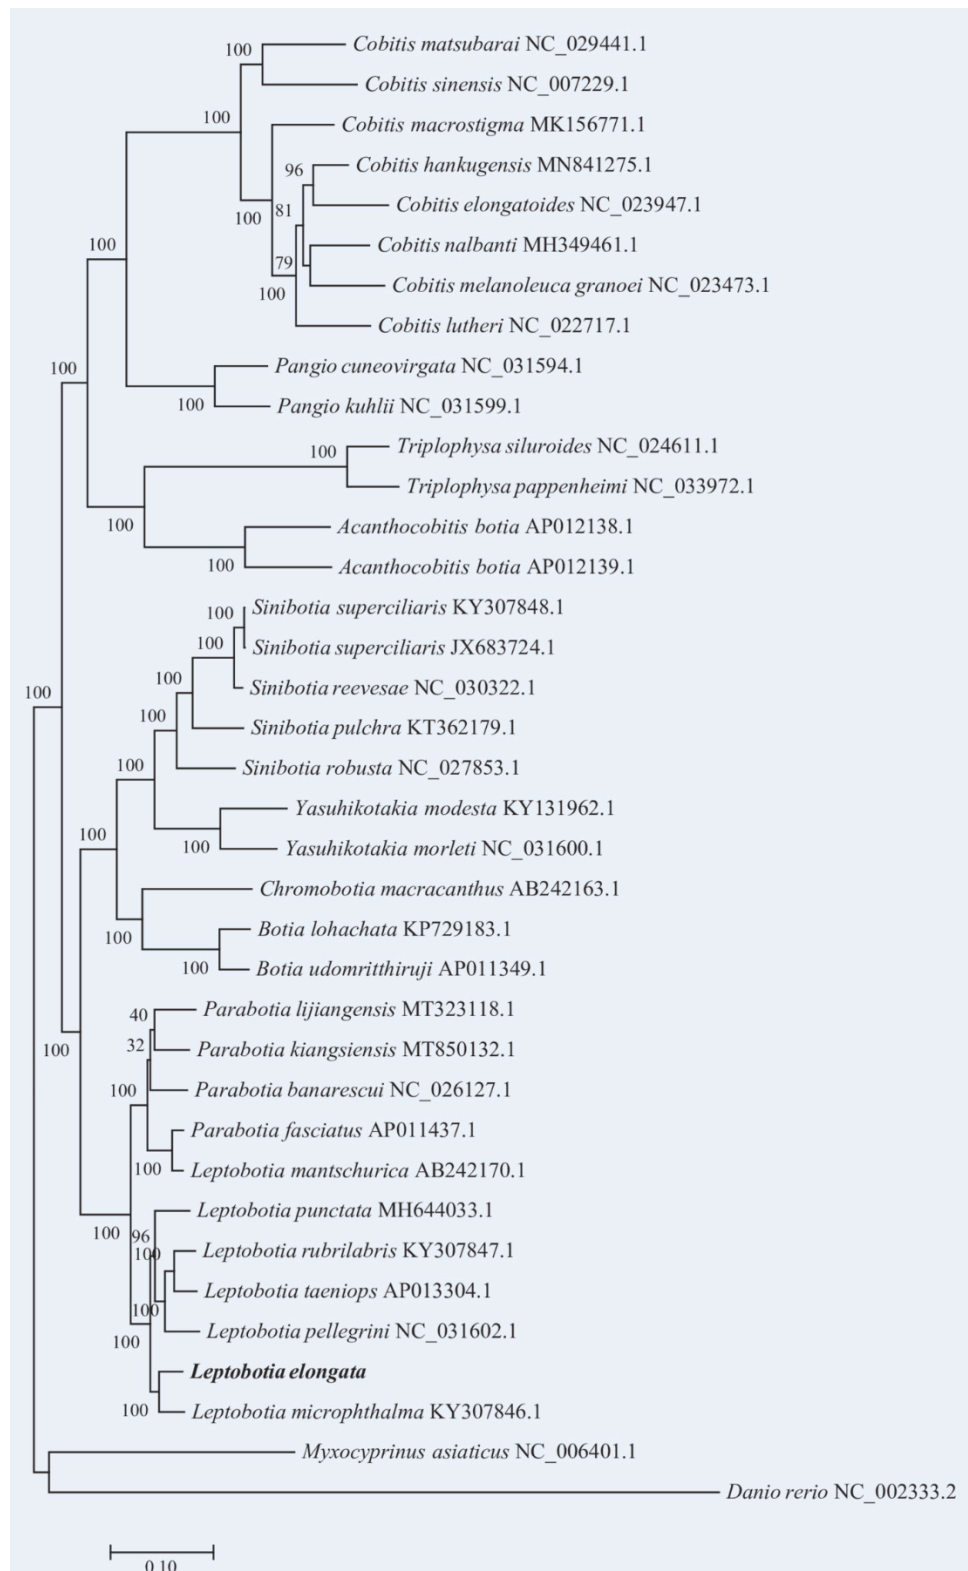 100
Cobitis matsubarai NC_029441.1
Cobitis sinensis NC_007229.1
100
Cobitis macrostigma MK156771.1
96
Cobitis hankugensis MN841275.1
100
81
Cobitis elongatoides NC_023947.1
100
Cobitis nalbanti MH349461.1
79
100
Cobitis melanoleuca granoei NC_023473.1
Cobitis lutheri NC_022717.1
100
Pangio cuneovirgata NC_031594.1
100
Pangio kuhlii NC_031599.1
100
Triplophysa siluroides NC_024611.1
Triplophysa pappenheimi NC_033972.1
100
Acanthocobitis botia AP012138.1
100
Acanthocobitis botia AP012139.1
100
Sinibotia superciliaris KY307848.1
100
Sinibotia superciliaris JX683724.1
100
100
Sinibotia reevesae NC_030322.1
100
Sinibotia pulchra KT362179.1
100
Sinibotia robusta NC_027853.1
Yasuhikotakia modesta KY131962.1
100
100
Yasuhikotakia morleti NC_031600.1
Chromobotia macracanthus AB242163.1
100
Botia lohachata KP729183.1
100
Botia udomritthiruji AP011349.1
40
Parabotia lijiangensis MT323118.1
100
32
Parabotia kiangsiensis MT850132.1
100
Parabotia banarescui NC_026127.1
Parabotia fasciatus AP011437.1
100
Leptobotia mantschurica AB242170.1
Leptobotia punctata MH644033.1
100
96
100
Leptobotia rubrilabris KY307847.1
Leptobotia taeniops AP013304.1
100
100
Leptobotia pellegrini NC_031602.1
Leptobotia elongata
100
Leptobotia microphthalma KY307846.1
Myxocyprinus asiaticus NC_006401.1
Danio rerio NC_002333.2
0.10